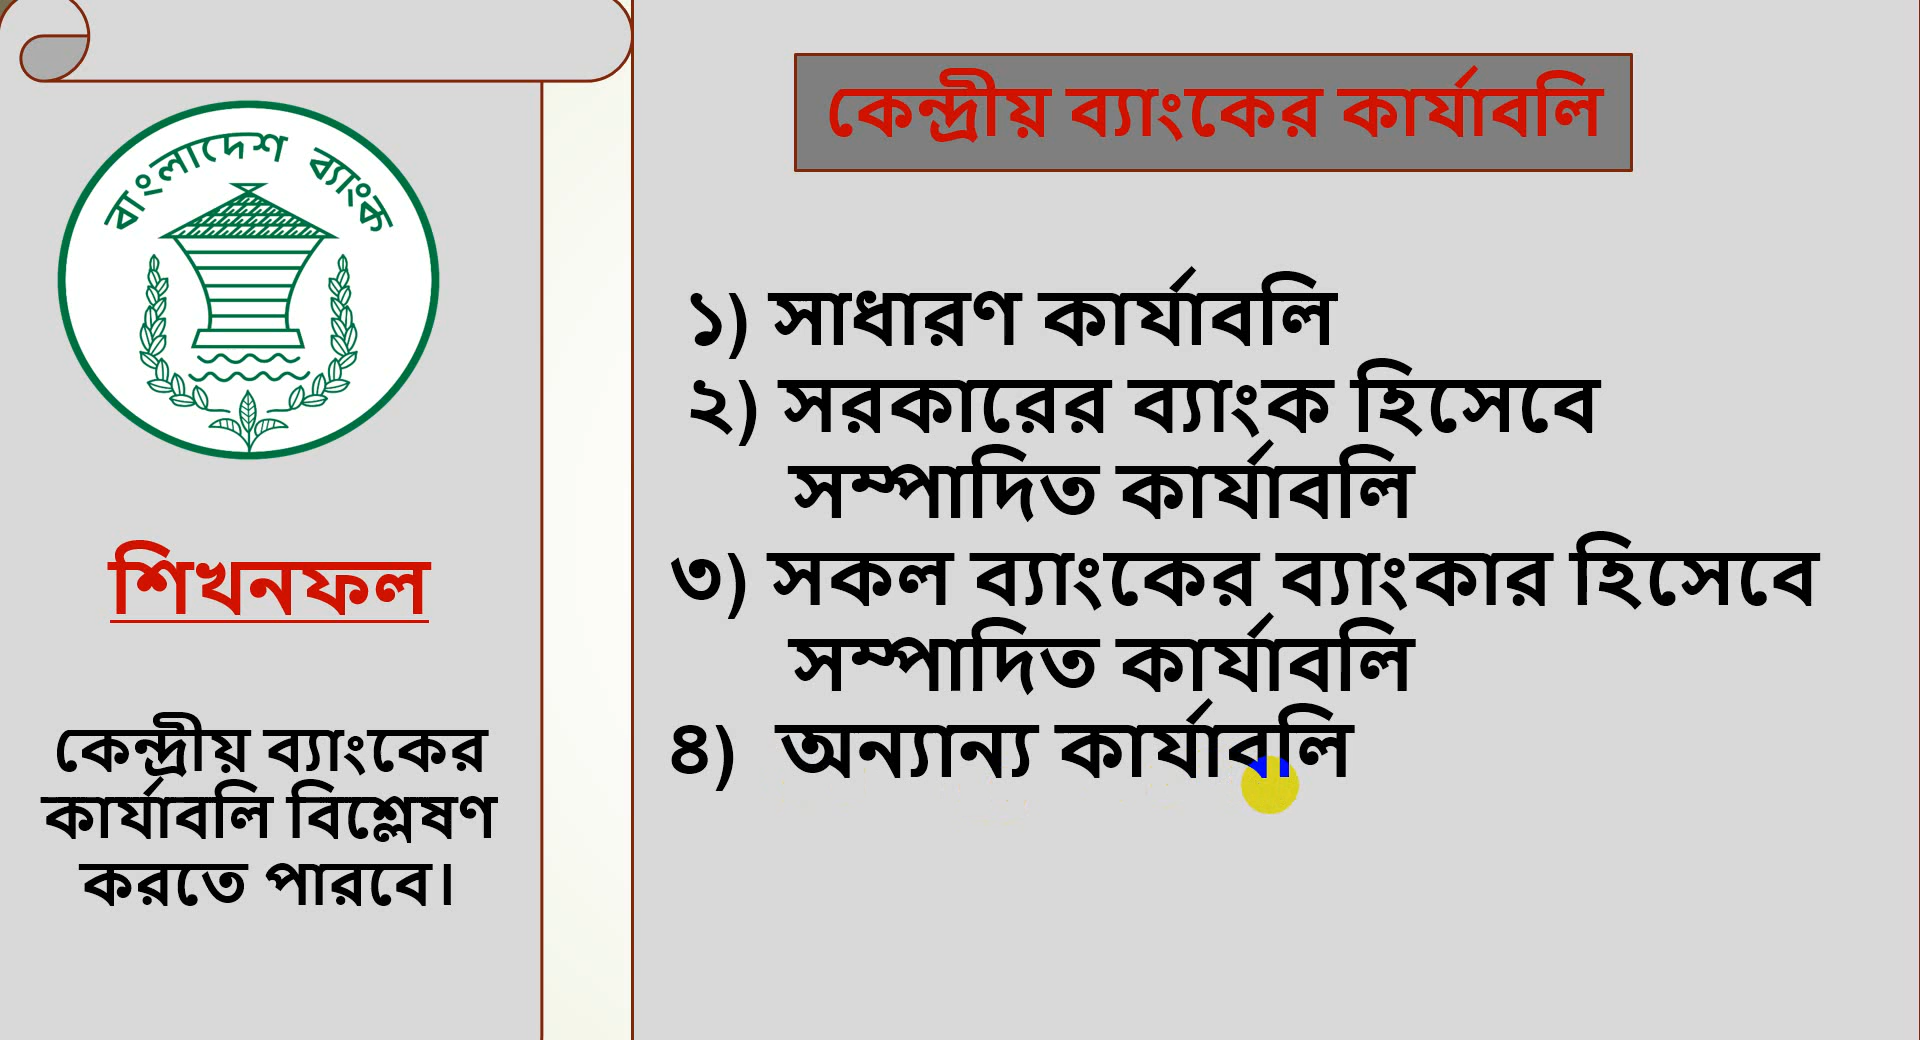 বাংলাদেশ ব্যাংক
শিখনফল
কেন্দ্রীয় ব্যাংকের
কার্যাবলি বিশ্লেষণ
করতে পারবে।
কেন্দ্রীয় ব্যাংকের কার্যাবলি
১) সাধারণ কার্যাবলি
২) সরকারের ব্যাংক হিসেবে
সম্পাদিত কার্যাবলি
৩) সকল ব্যাংকের ব্যাংকার হিসেবে
সম্পাদিত কার্যাবলি
৪) অন্যান্য কার্যাবলি